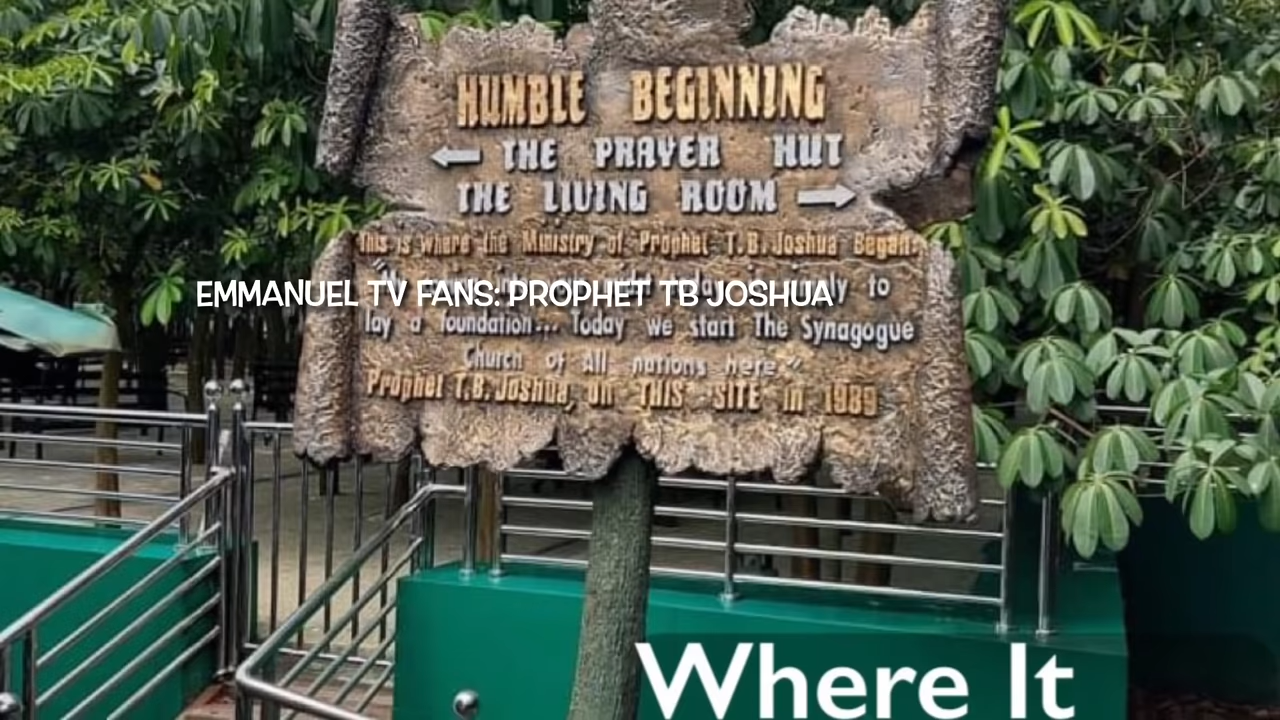 HUMBLE BEGINNING
← THE PRAYER HUT
THE LIVING ROOM →
This is where the Ministry of Prophet T.B. Joshua Began:
to
EMMANUEL TV FANS: PROPHET TB JOSHUA
lay a foundation... Today we start The Synagogue
Church of All nations here."
Prophet T.B. Joshua, on THIS SITE in 1989
Where It